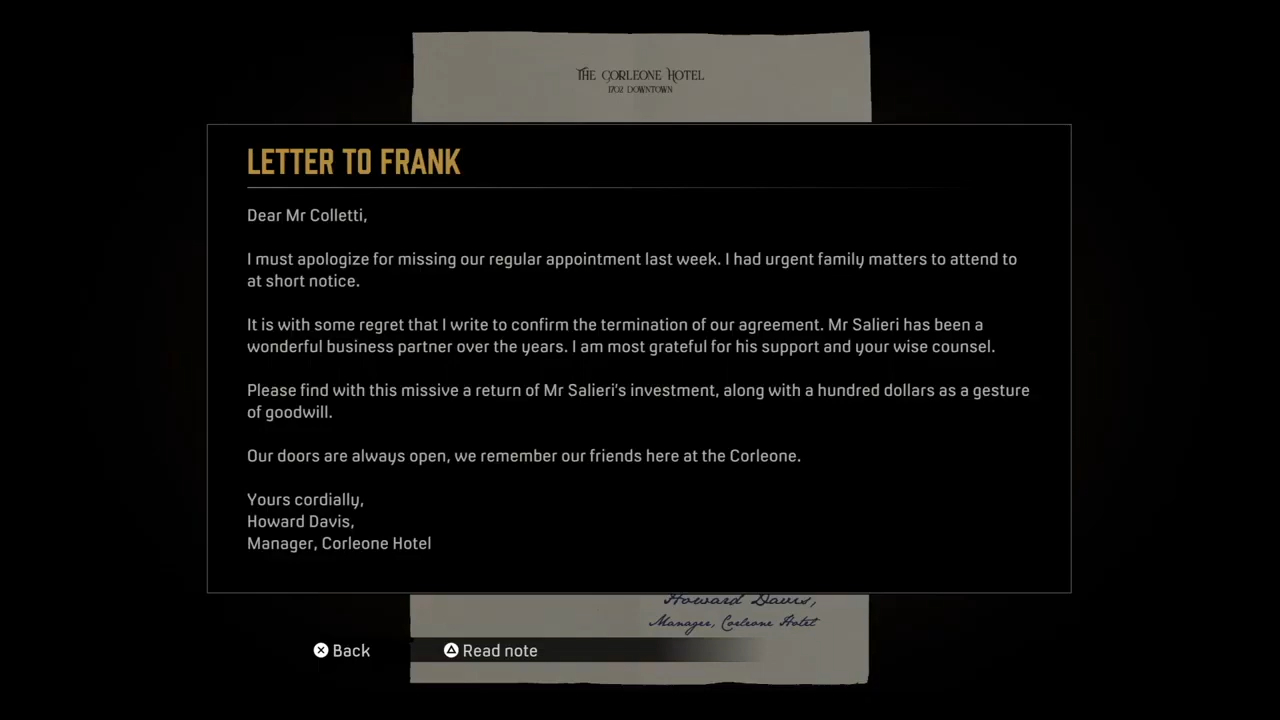 THE CORLEONE HOTEL
1702 DOWNTOWN
LETTER TO FRANK
Dear Mr Colletti,
I must apologize for missing our regular appointment last week. I had urgent family matters to attend to
at short notice.
It is with some regret that I write to confirm the termination of our agreement. Mr Salieri has been a
wonderful business partner over the years. I am most grateful for his support and your wise counsel.
Please find with this missive a return of Mr Salieri's investment, along with a hundred dollars as a gesture
of goodwill.
Our doors are always open, we remember our friends here at the Corleone.
Yours cordially,
Howard Davis,
Manager, Corleone Hotel
Howard Davis,
Manager, Corleone Hotel
Back
Read note